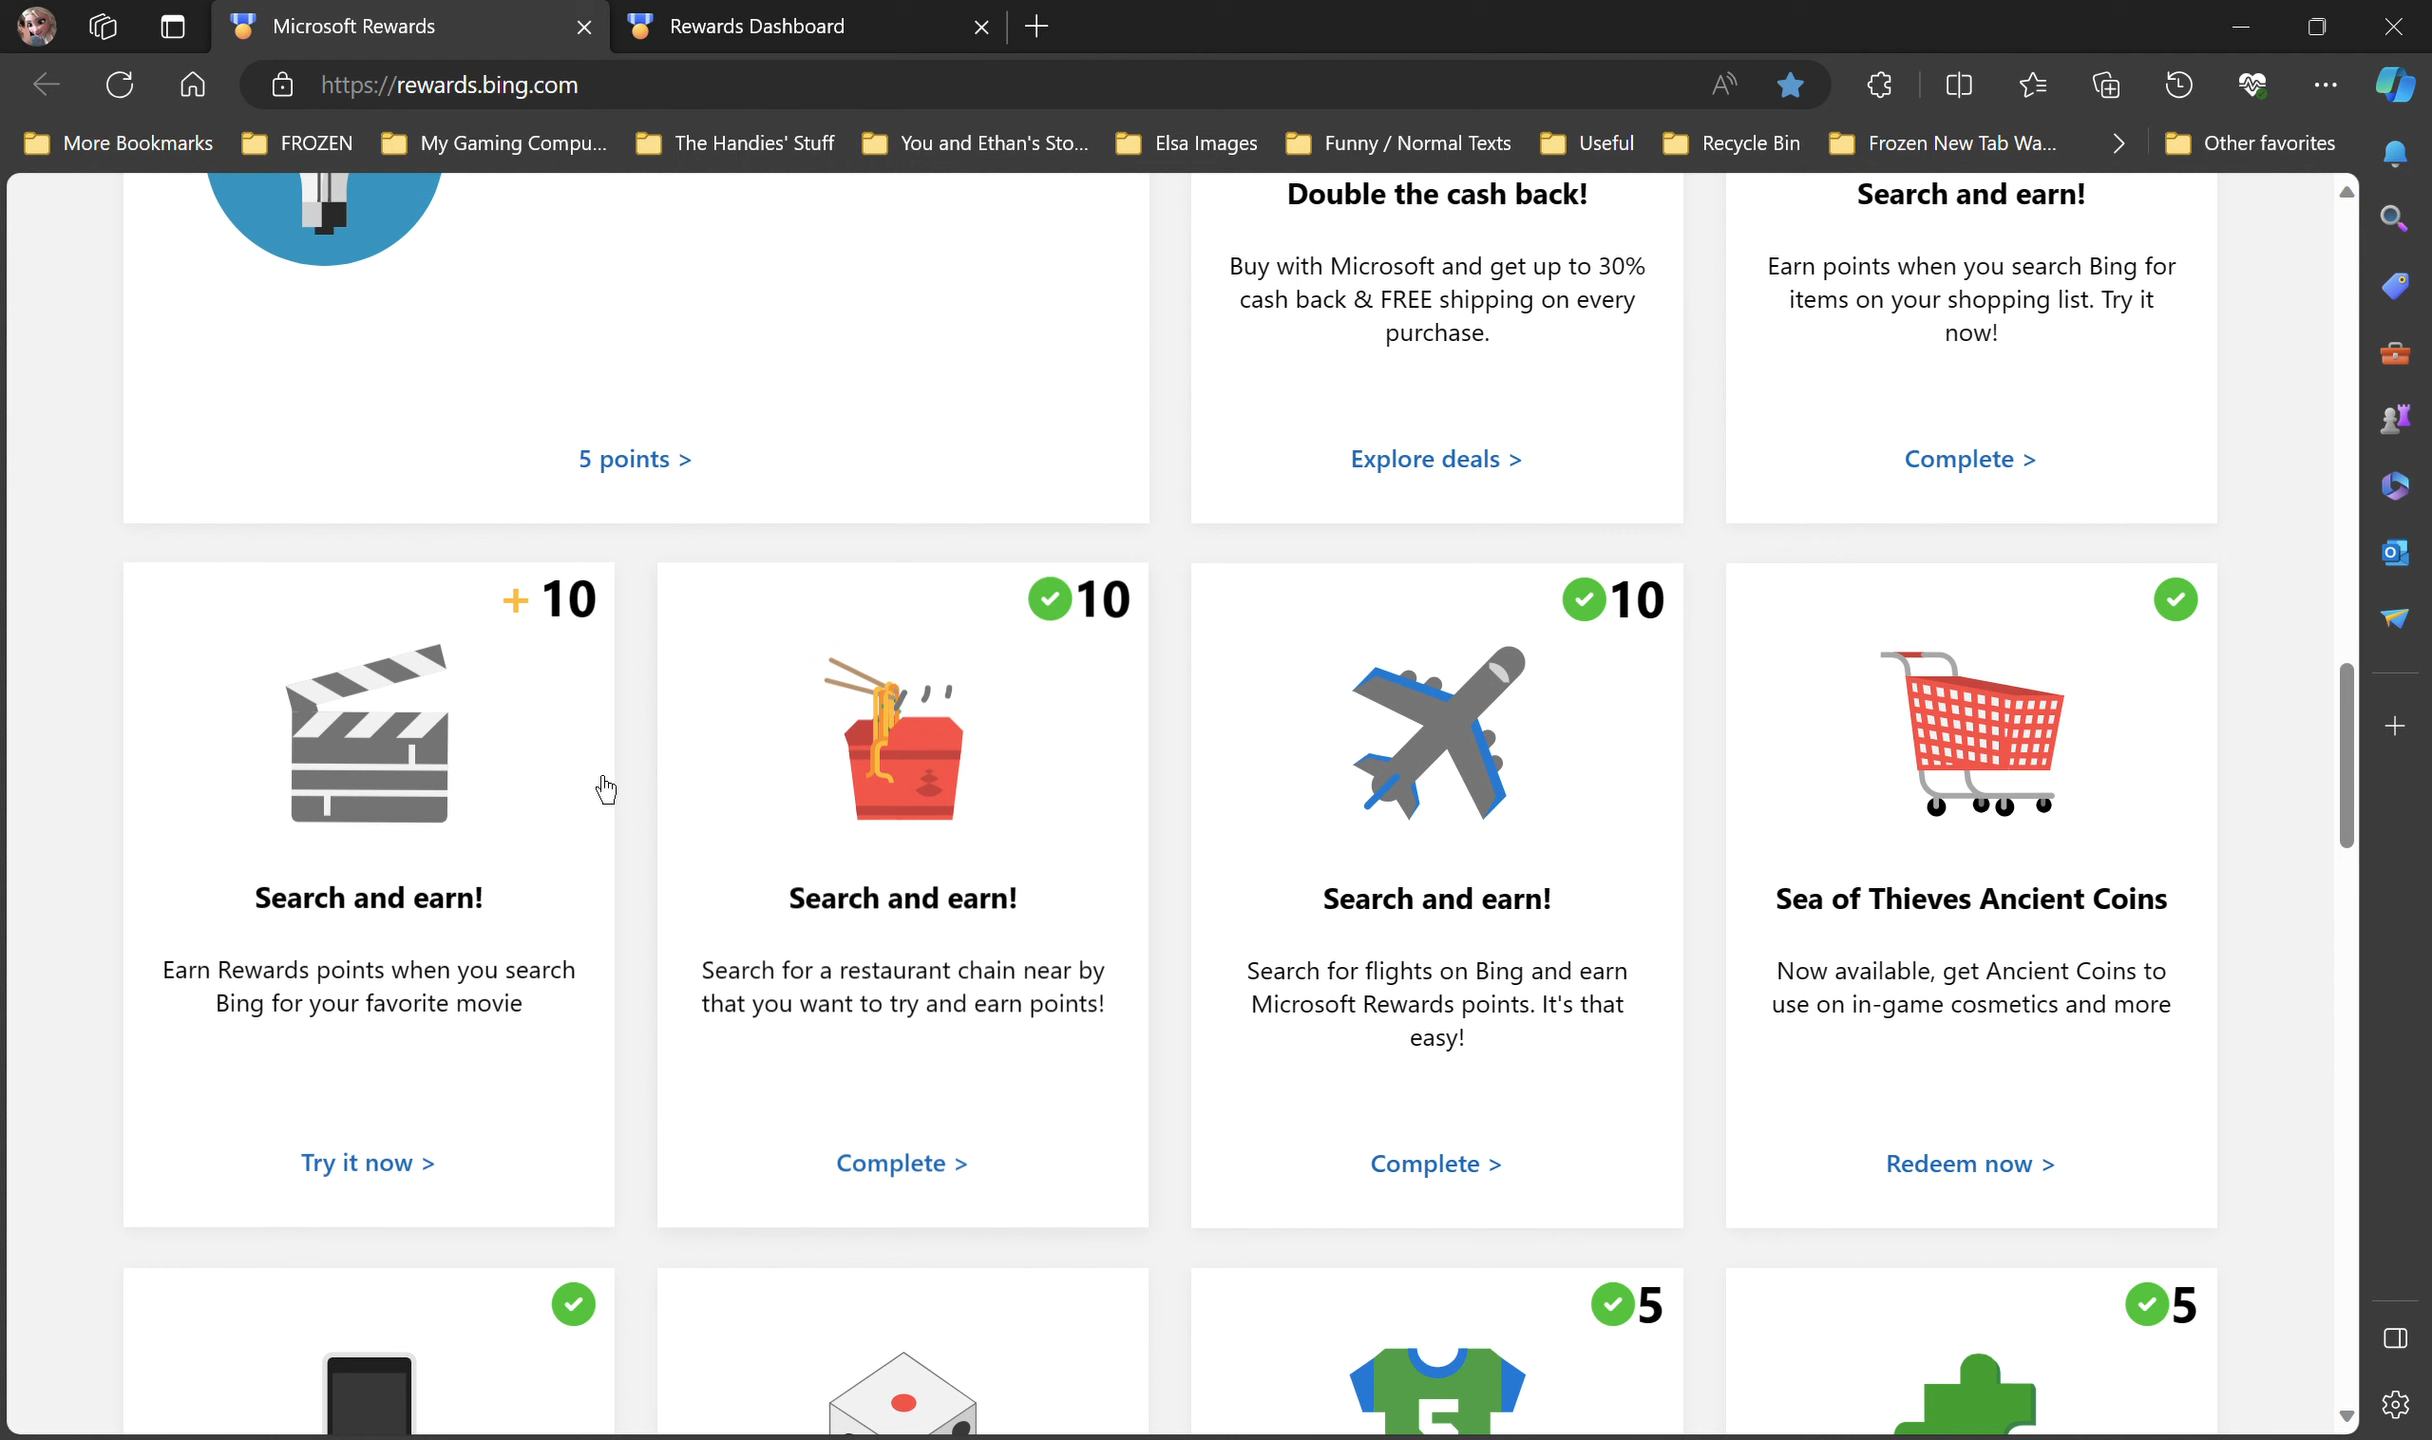 Microsoft Rewards
Rewards Dashboard
https://rewards.bing.com
More Bookmarks
FROZEN
My Gaming Compu...
The Handies' Stuff
You and Ethan's Sto...
Elsa Images
Funny / Normal Texts
Useful
Recycle Bin
Frozen New Tab Wa...
Other favorites
5 points >
Double the cash back!
Buy with Microsoft and get up to 30%
cash back & FREE shipping on every
purchase.
Explore deals >
Search and earn!
Earn points when you search Bing for
items on your shopping list. Try it
now!
Complete >
+ 10
Search and earn!
Earn Rewards points when you search
Bing for your favorite movie
Try it now >
10
Search and earn!
Search for a restaurant chain near by
that you want to try and earn points!
Complete >
10
Search and earn!
Search for flights on Bing and earn
Microsoft Rewards points. It's that
easy!
Complete >
Sea of Thieves Ancient Coins
Now available, get Ancient Coins to
use on in-game cosmetics and more
Redeem now >
5
5
5